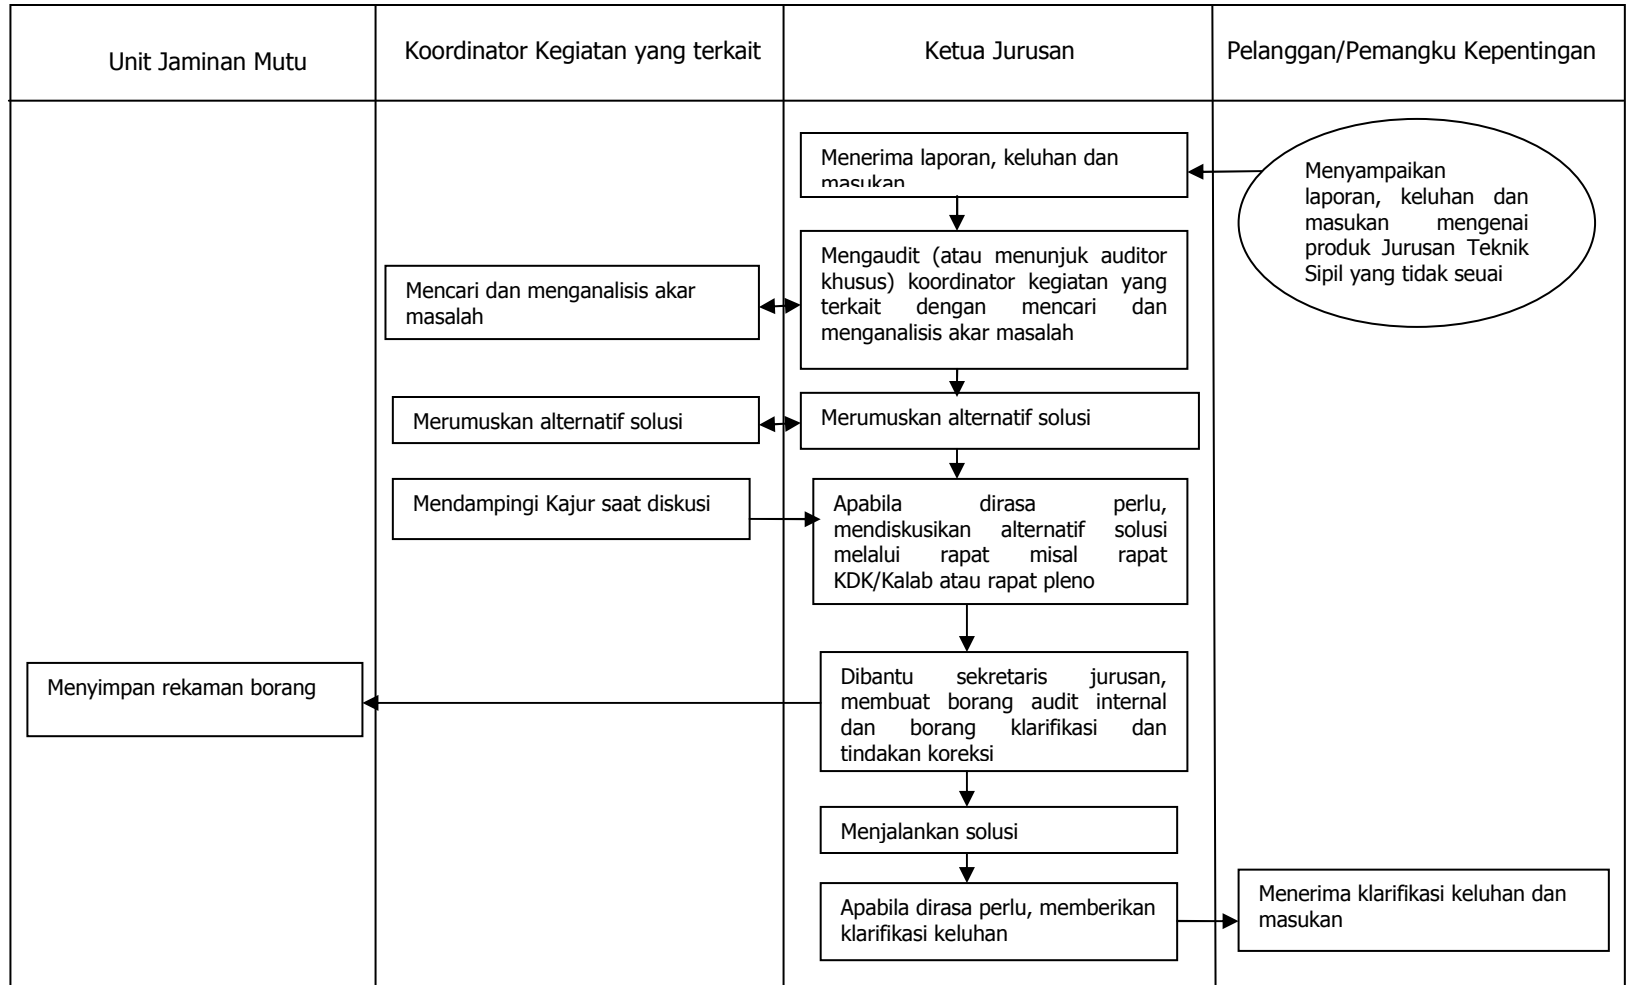 Unit Jaminan Mutu
Koordinator Kegiatan yang terkait
Ketua Jurusan
Pelanggan/Pemangku Kepentingan
Menyampaikan
laporan, keluhan dan
masukan mengenai
produk Jurusan Teknik
Sipil yang tidak seuai
Menerima laporan, keluhan dan
masukan
Mengaudit (atau menunjuk auditor
khusus) koordinator kegiatan yang
terkait dengan mencari dan
menganalisis akar masalah
Mencari dan menganalisis akar
masalah
Merumuskan alternatif solusi
Merumuskan alternatif solusi
Mendampingi Kajur saat diskusi
Apabila dirasa perlu,
mendiskusikan alternatif solusi
melalui rapat misal rapat
KDK/Kalab atau rapat pleno
Dibantu sekretaris jurusan,
membuat borang audit internal
dan borang klarifikasi dan
tindakan koreksi
Menyimpan rekaman borang
Menjalankan solusi
Apabila dirasa perlu, memberikan
klarifikasi keluhan
Menerima klarifikasi keluhan dan
masukan